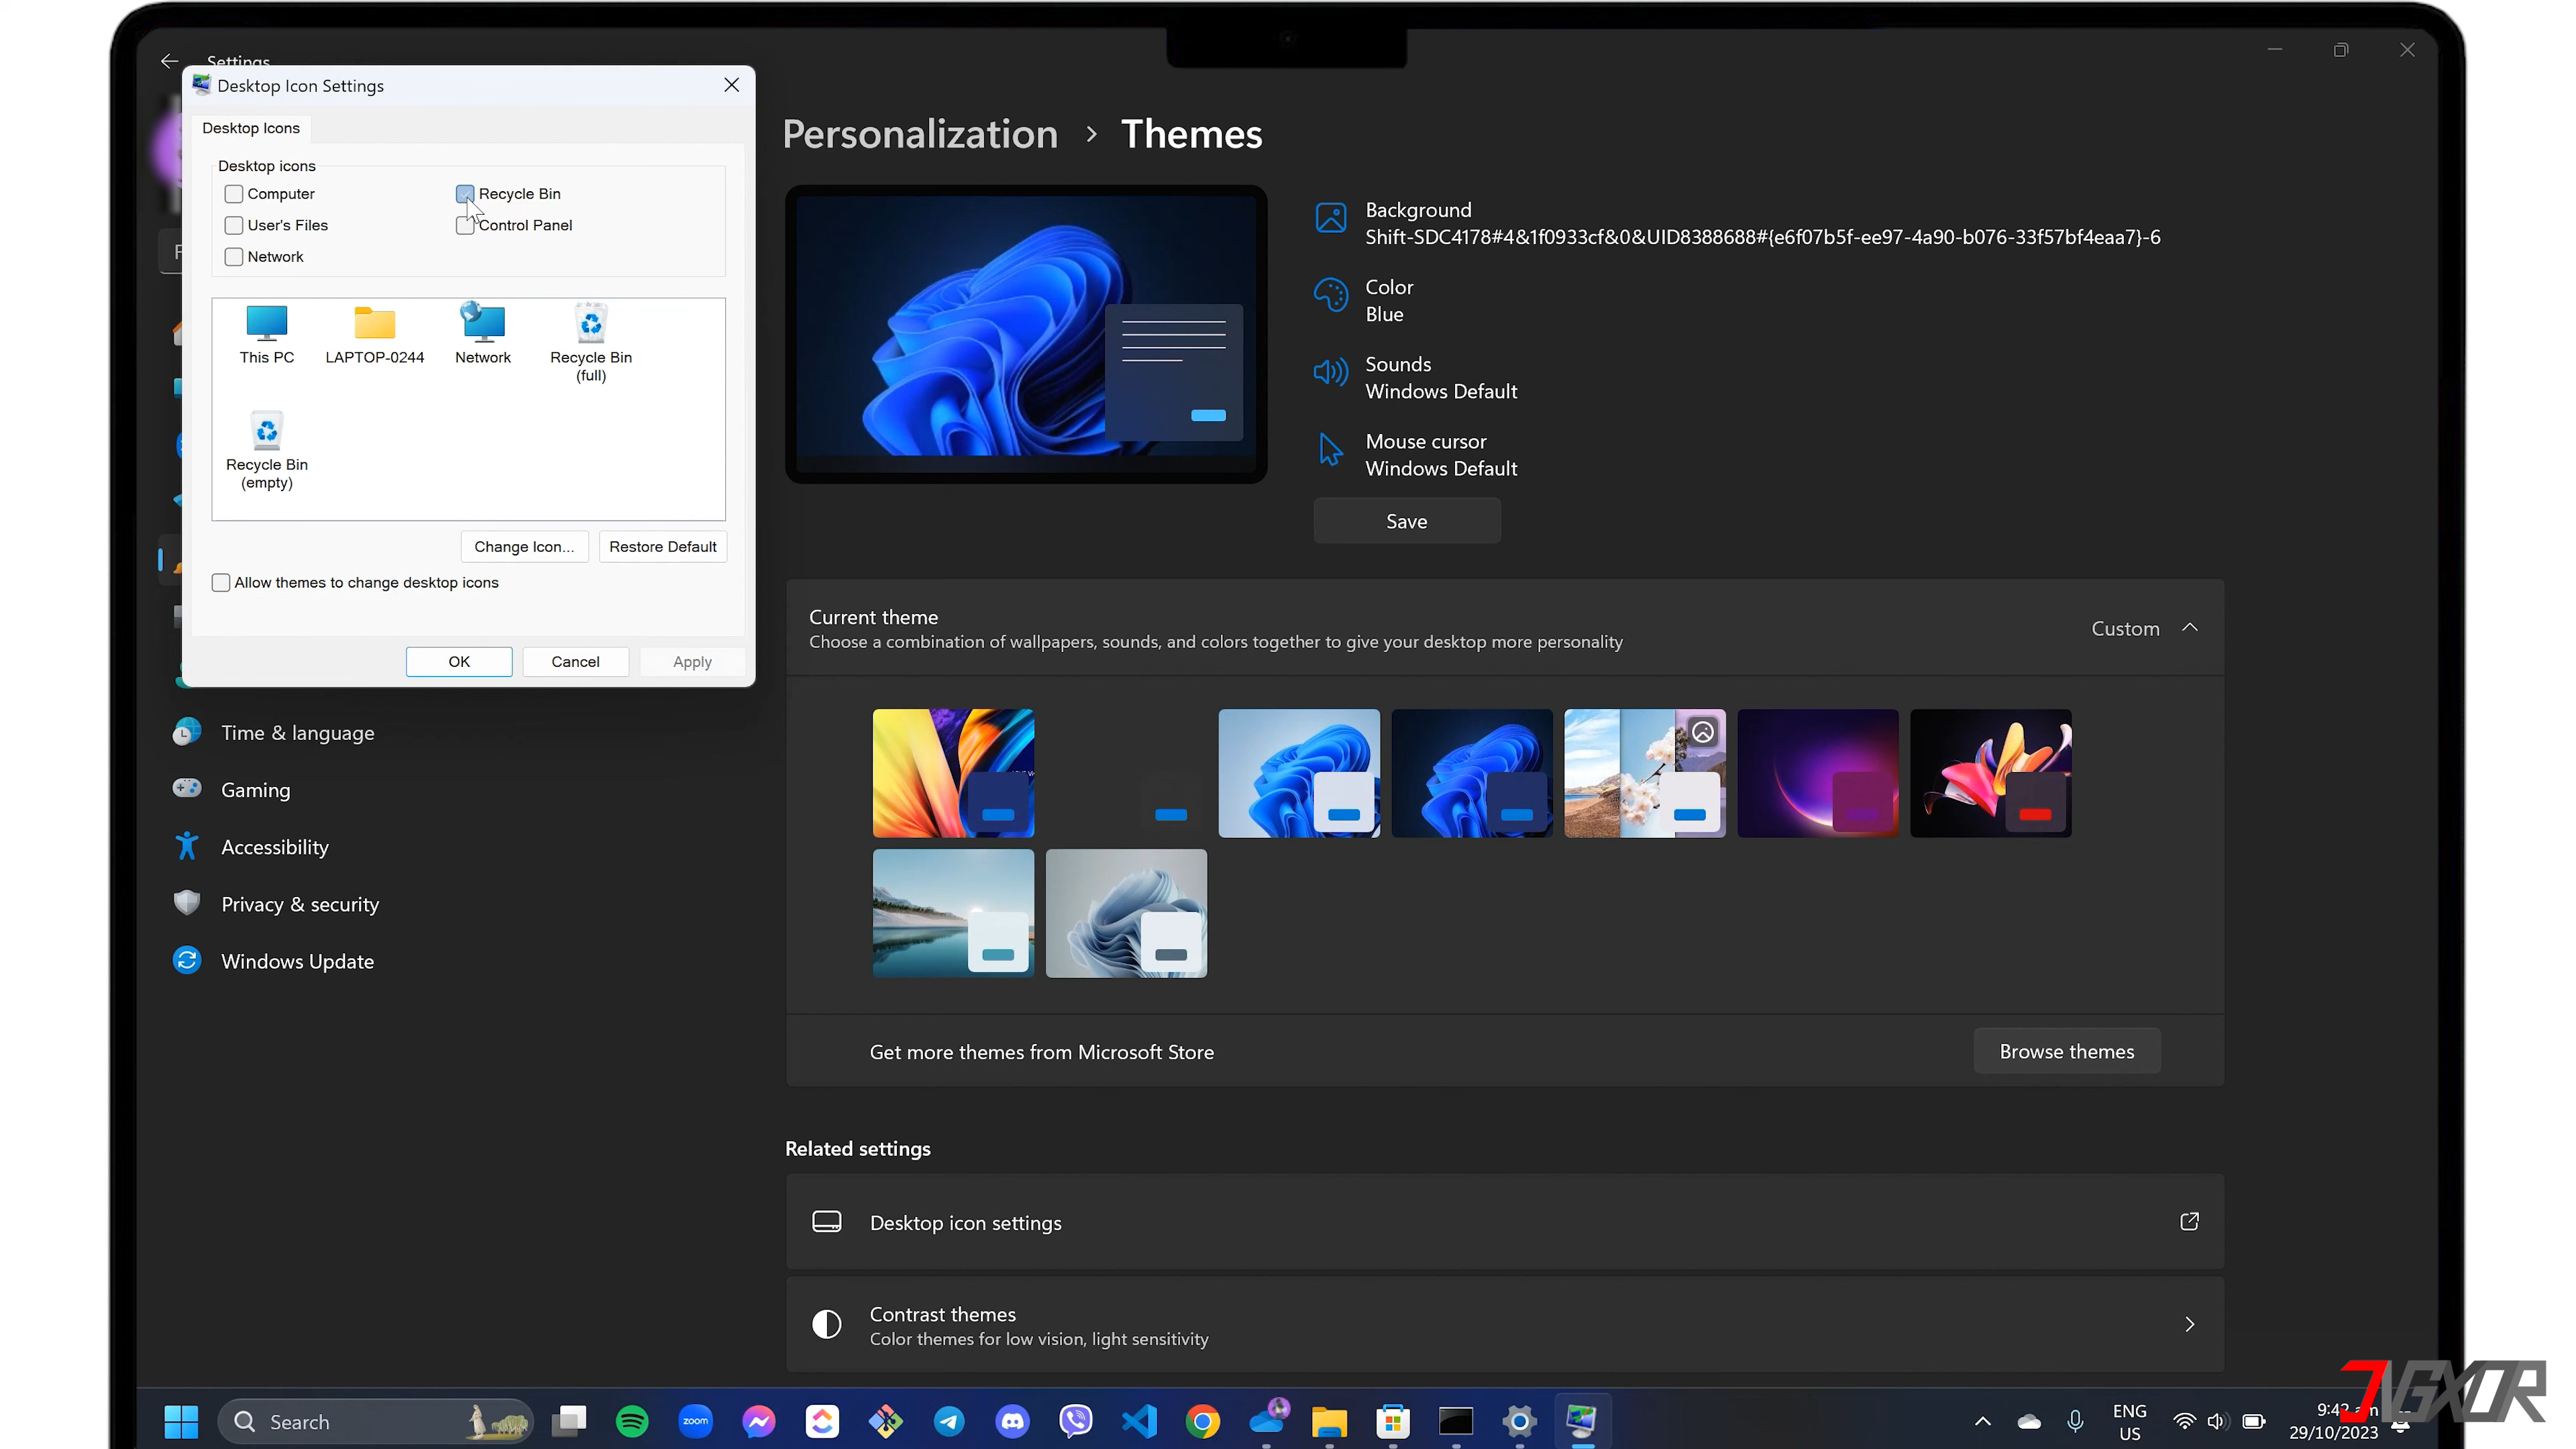 Settings
Desktop Icon Settings
Desktop Icons
Desktop icons
Computer
Recycle Bin
User's Files
Control Panel
Network
This PC
LAPTOP-0244
Network
Recycle Bin
(full)
Recycle Bin
(empty)
Change Icon...
Restore Default
Allow themes to change desktop icons
OK
Cancel
Apply
Time & language
Gaming
Accessibility
Privacy & security
Windows Update
Personalization > Themes
Background
Shift-SDC4178#4&1f0933cf&0&UID8388688#{e6f07b5f-ee97-4a90-b076-33f57bf4eaa7}-6
Color
Blue
Sounds
Windows Default
Mouse cursor
Windows Default
Save
Current theme
Choose a combination of wallpapers, sounds, and colors together to give your desktop more personality
Custom
Get more themes from Microsoft Store
Browse themes
Related settings
Desktop icon settings
Contrast themes
Color themes for low vision, light sensitivity
Search
zoom
ENG
US
29/10/2023